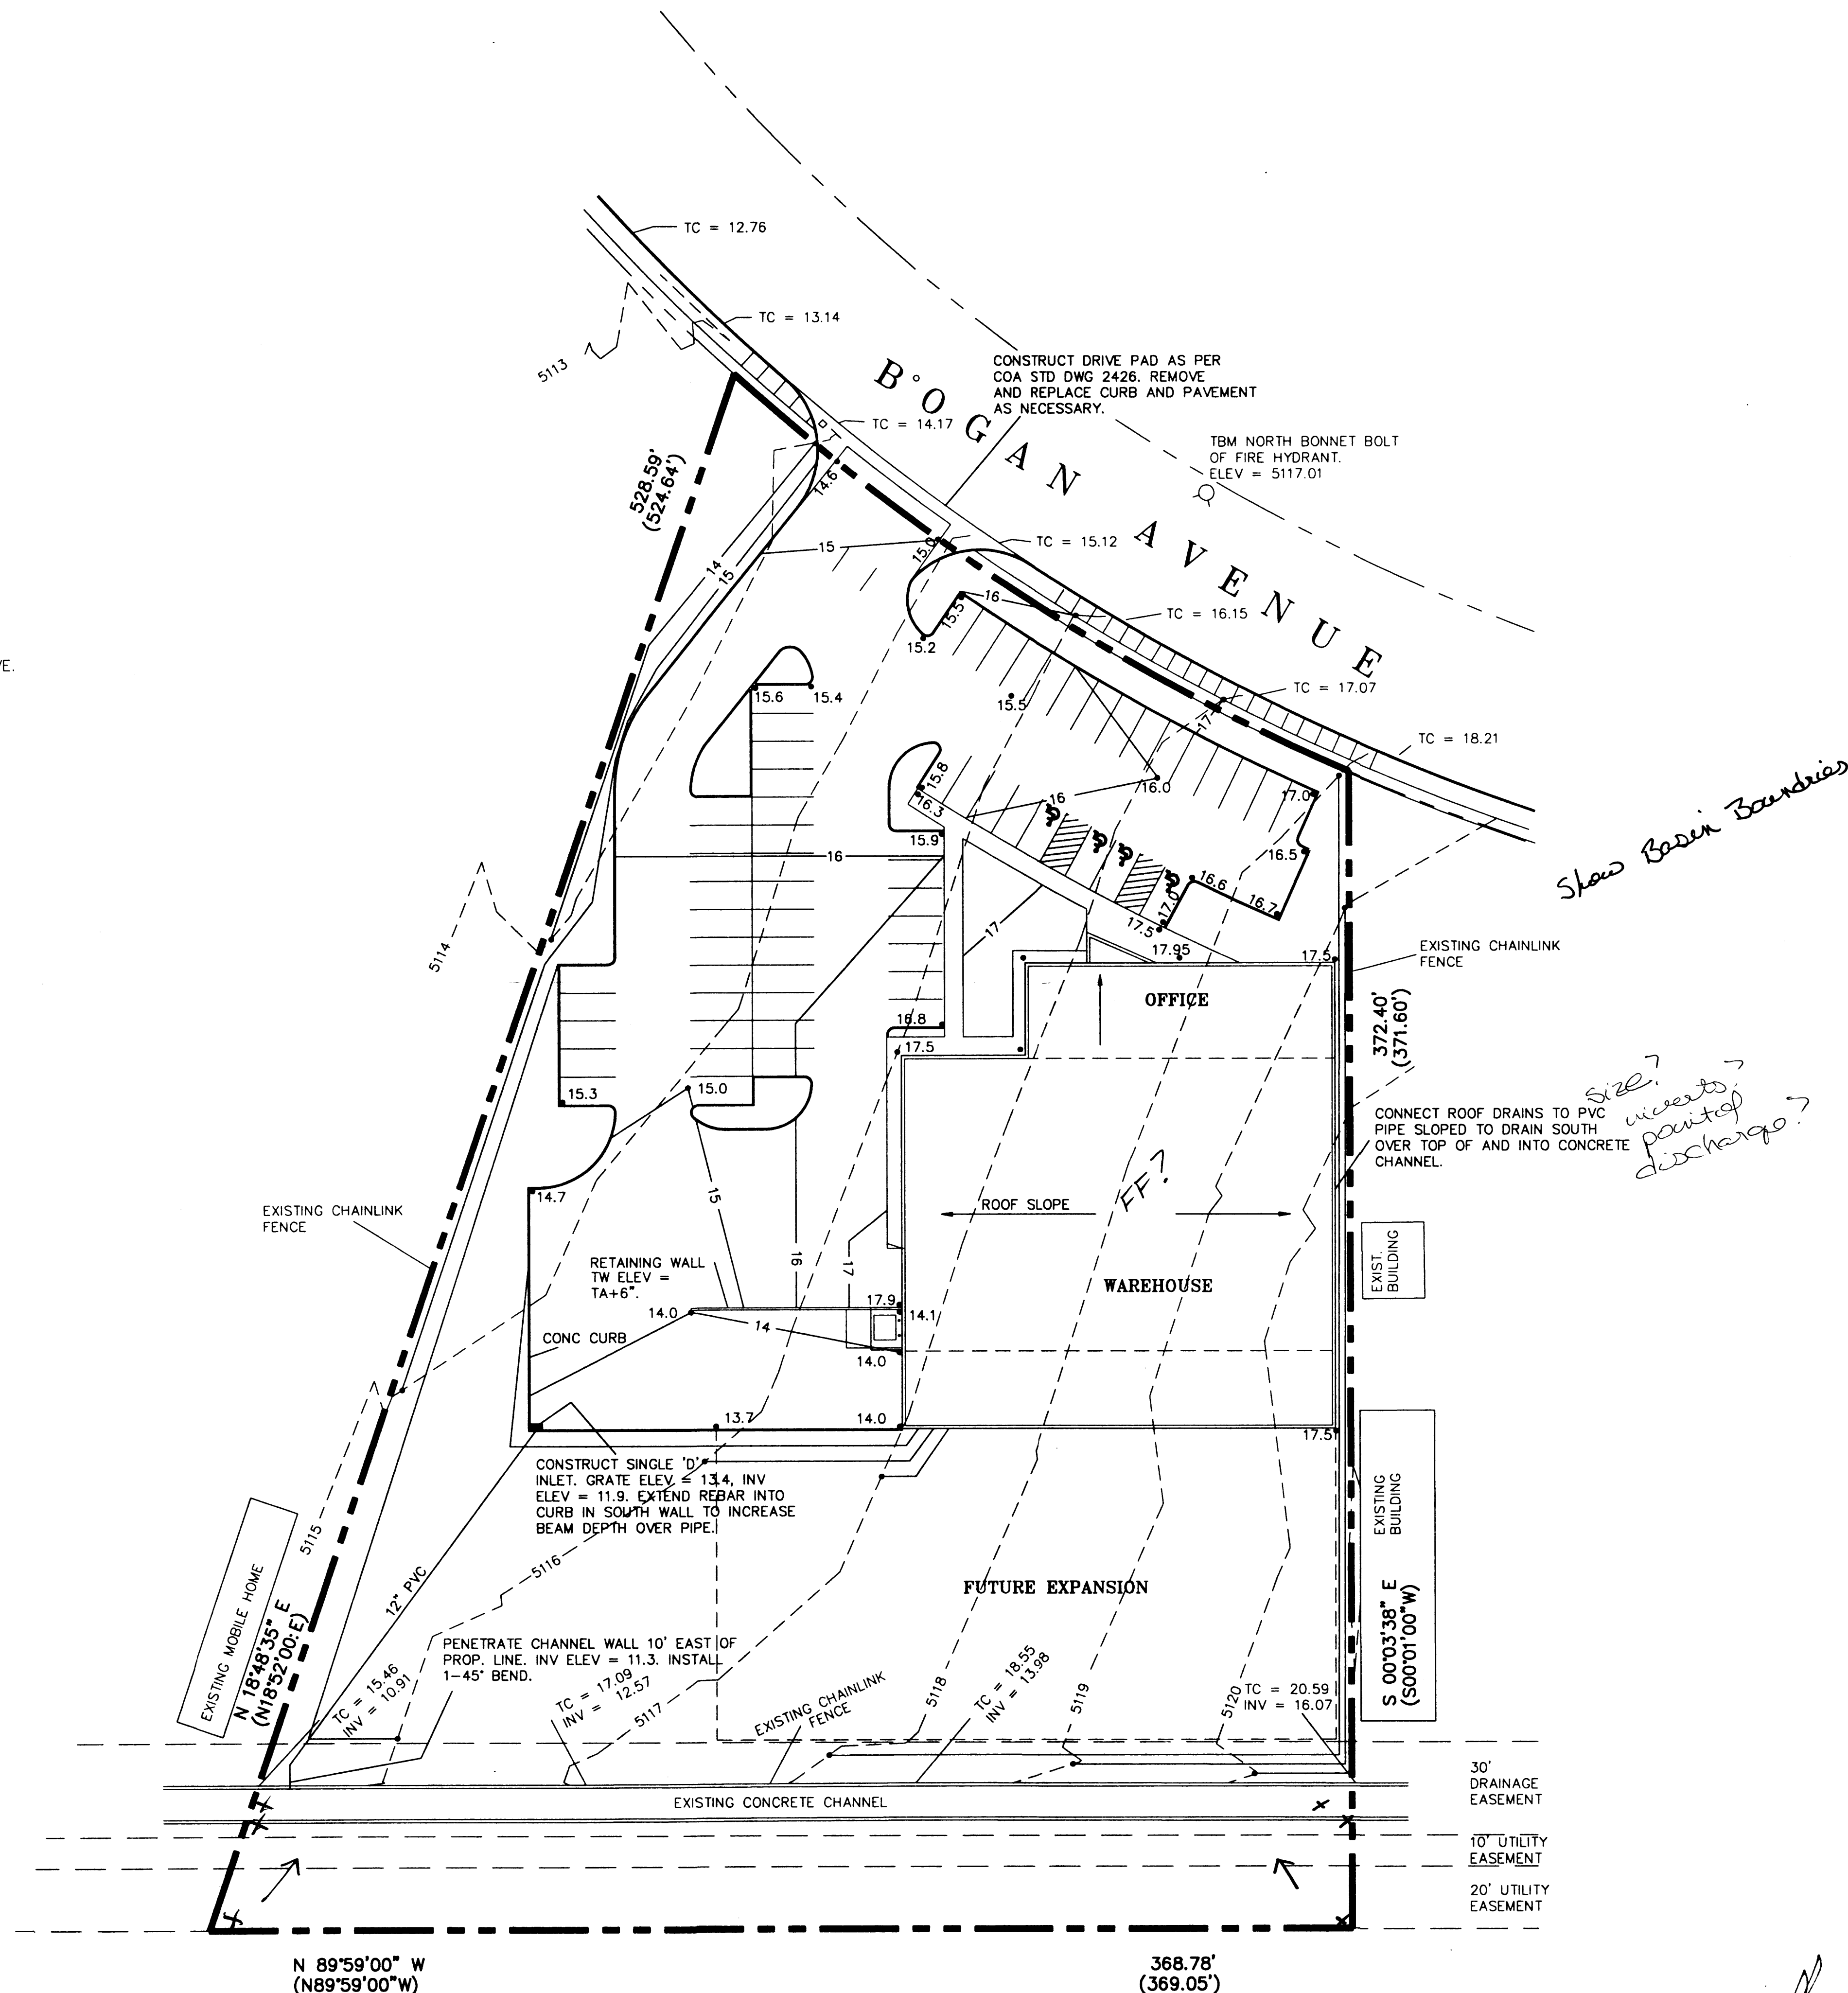 TC = 12.76
TC = 13.14
5113
BOGAN AVENUE
CONSTRUCT DRIVE PAD AS PER
COA STD DWG 2426. REMOVE
AND REPLACE CURB AND PAVEMENT
AS NECESSARY.
TC = 14.17
TBM NORTH BONNET BOLT
OF FIRE HYDRANT.
ELEV = 5117.01
528.59'
(524.64')
14.6
15
15.0
TC = 15.12
14
15
16
15.5
TC = 16.15
15.2
VE.
TC = 17.07
15.6
15.4
15.5
17
TC = 18.21
15.8
16.3
16
16.0
17.0
Show Basin Boundries
15.9
16.5
16
16.6
16.7
17.0
17.5
17
17.95
17.5
5114
EXISTING CHAINLINK
FENCE
OFFICE
16.8
17.5
372.40'
(371.60')
15.3
15.0
size?
inverts?
point of
discharge?
CONNECT ROOF DRAINS TO PVC
PIPE SLOPED TO DRAIN SOUTH
OVER TOP OF AND INTO CONCRETE
CHANNEL.
14.7
15
FF?
ROOF SLOPE
EXISTING CHAINLINK
FENCE
16
17
EXIST.
BUILDING
RETAINING WALL
TW ELEV =
TA+6".
WAREHOUSE
17.9
14.0
14.1
14
CONC CURB
14.0
13.7
14.0
17.5
CONSTRUCT SINGLE 'D'
INLET. GRATE ELEV = 13.4, INV
ELEV = 11.9. EXTEND REBAR INTO
CURB IN SOUTH WALL TO INCREASE
BEAM DEPTH OVER PIPE.
5115
5116
EXISTING
BUILDING
EXISTING MOBILE HOME
N 18°48'35" E
(N18°52'00:E)
12" PVC
FUTURE EXPANSION
S 00°03'38" E
(S00°01'00"W)
PENETRATE CHANNEL WALL 10' EAST OF
PROP. LINE. INV ELEV = 11.3. INSTALL
1-45° BEND.
TC = 15.46
INV = 10.91
TC = 17.09
INV = 12.57
5117
EXISTING CHAINLINK
FENCE
5118
TC = 18.55
INV = 13.98
5119
5120
TC = 20.59
INV = 16.07
EXISTING CONCRETE CHANNEL
30'
DRAINAGE
EASEMENT
10' UTILITY
EASEMENT
20' UTILITY
EASEMENT
N 89°59'00" W
(N89°59'00"W)
368.78'
(369.05')